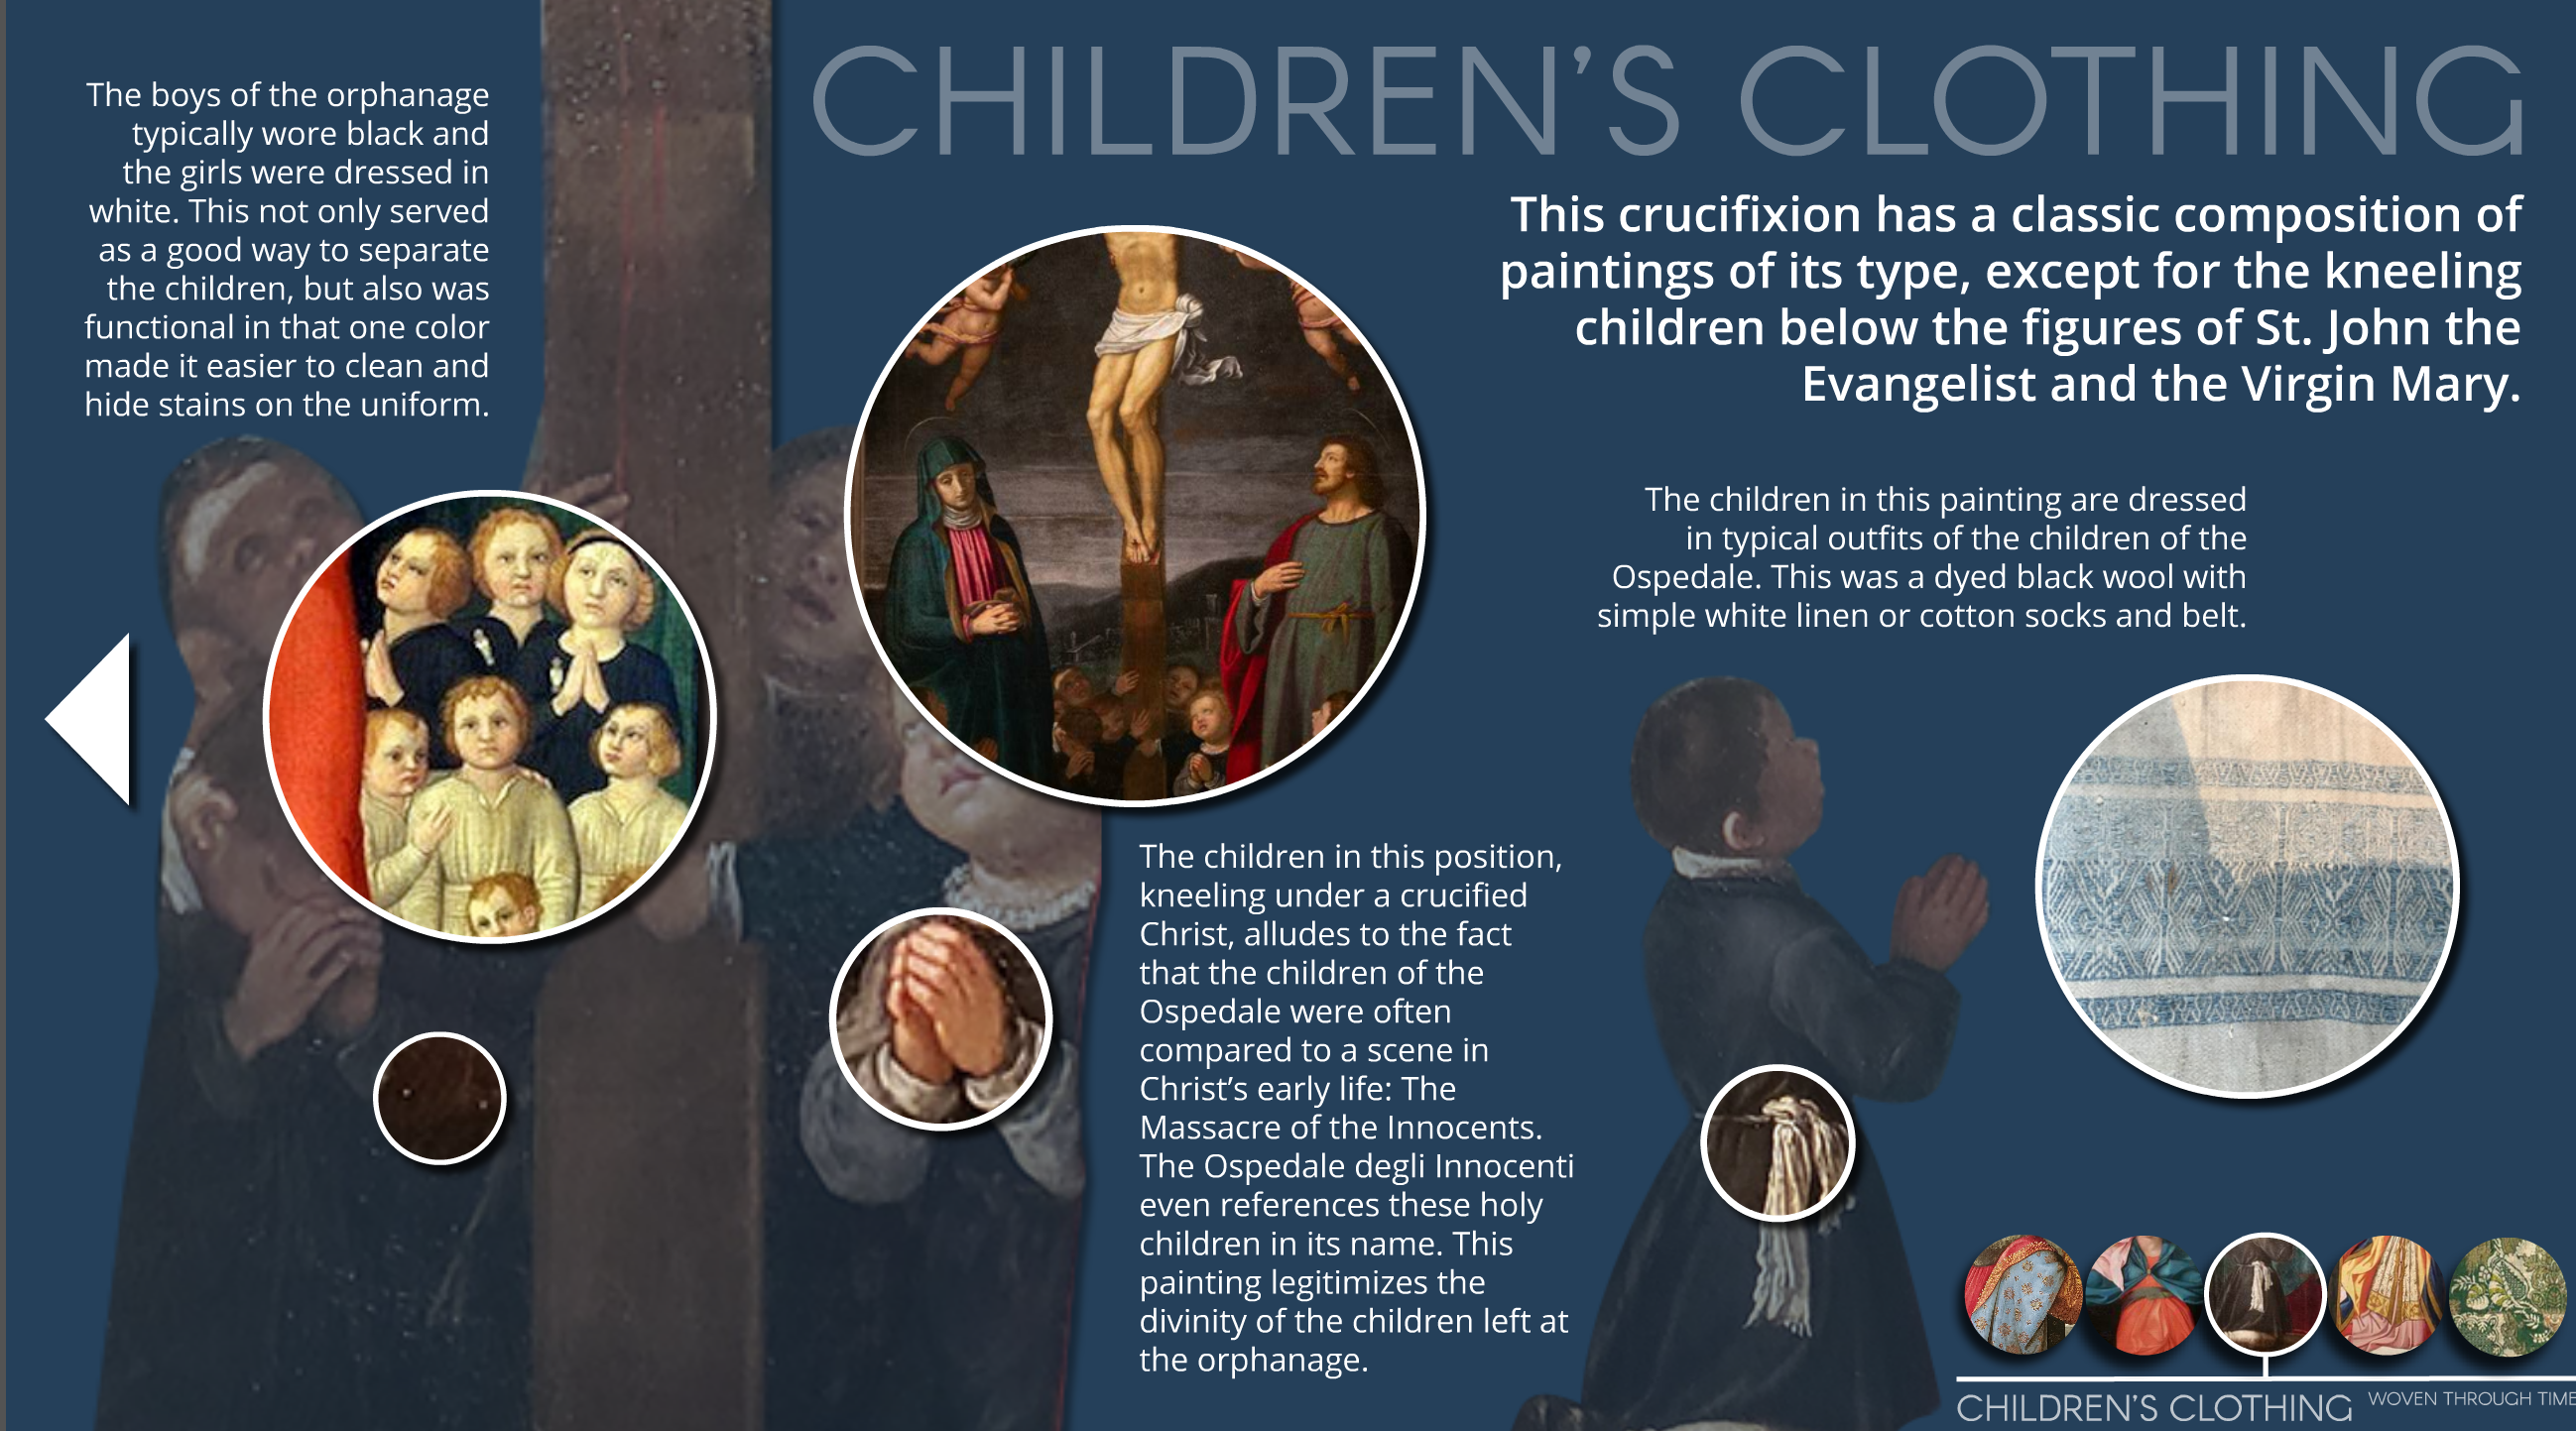 CHILDREN'S CLOTHING
The boys of the orphanage
typically wore black and
the girls were dressed in
white. This not only served
as a good way to separate
the children, but also was
functional in that one color
made it easier to clean and
hide stains on the uniform.
This crucifixion has a classic composition of
paintings of its type, except for the kneeling
children below the figures of St. John the
Evangelist and the Virgin Mary.
The children in this painting are dressed
in typical outfits of the children of the
Ospedale. This was a dyed black wool with
simple white linen or cotton socks and belt.
The children in this position,
kneeling under a crucified
Christ, alludes to the fact
that the children of the
Ospedale were often
compared to a scene in
Christ’s early life: The
Massacre of the Innocents.
The Ospedale degli Innocenti
even references these holy
children in its name. This
painting legitimizes the
divinity of the children left at
the orphanage.
CHILDREN'S CLOTHING WOVEN THROUGH TIME